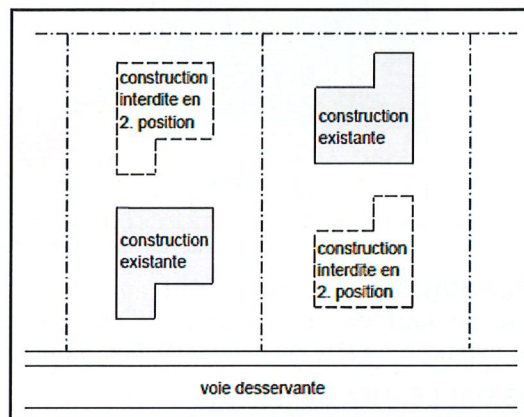 construction
interdite en
2. position
construction
existante
construction
existante
construction
interdite en
2. position
voie desservante